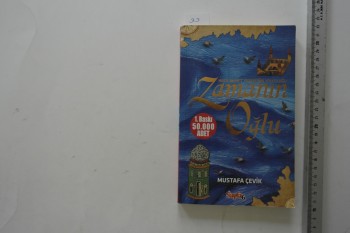 Zamanın
Oğlu
1. Baskı
50.000
ADET
MUSTAFA ÇEVİK